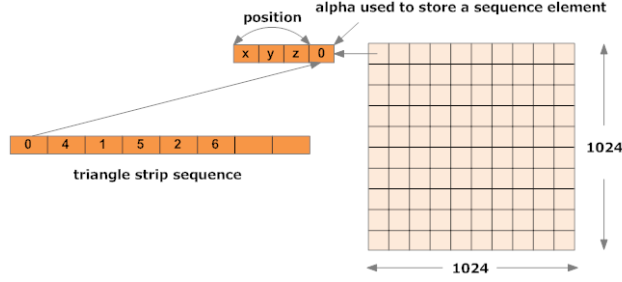 position
alpha used to store a sequence element
x y z 0
0 4 1 5 2 6
triangle strip sequence
1024
1024